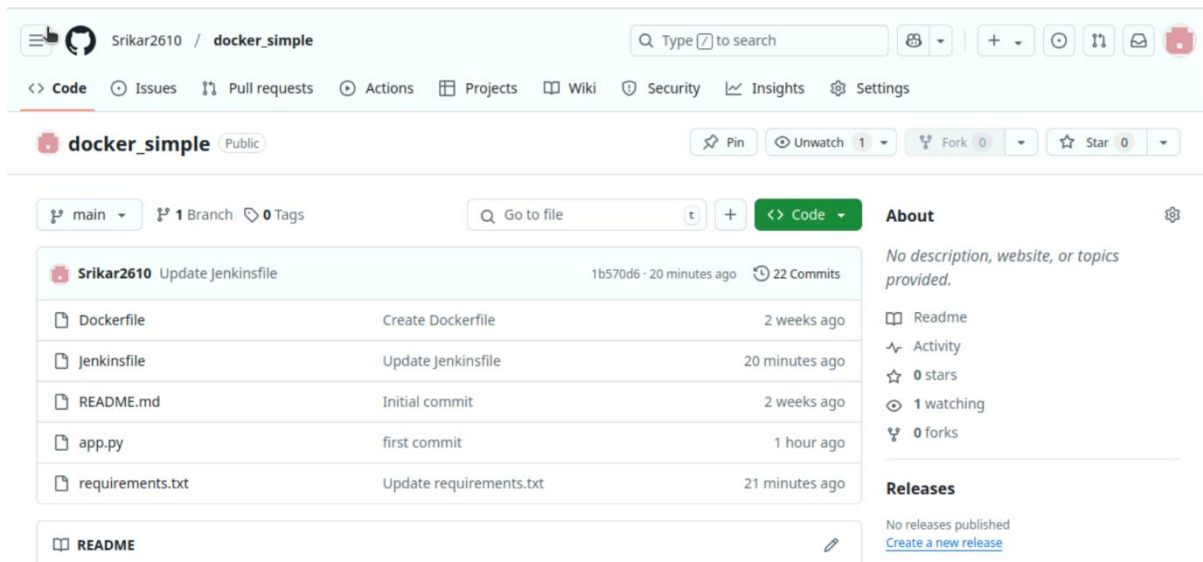 Srikar2610 / docker_simple
Type / to search
Code Issues Pull requests Actions Projects Wiki Security Insights Settings
docker_simple Public
Pin Unwatch 1 Fork 0 Star 0
main 1 Branch 0 Tags Go to file t + Code
Srikar2610 Update Jenkinsfile 1b570d6 · 20 minutes ago 22 Commits
Dockerfile Create Dockerfile 2 weeks ago
Jenkinsfile Update Jenkinsfile 20 minutes ago
README.md Initial commit 2 weeks ago
app.py first commit 1 hour ago
requirements.txt Update requirements.txt 21 minutes ago
README
About
No description, website, or topics
provided.
Readme
Activity
0 stars
1 watching
0 forks
Releases
No releases published
Create a new release